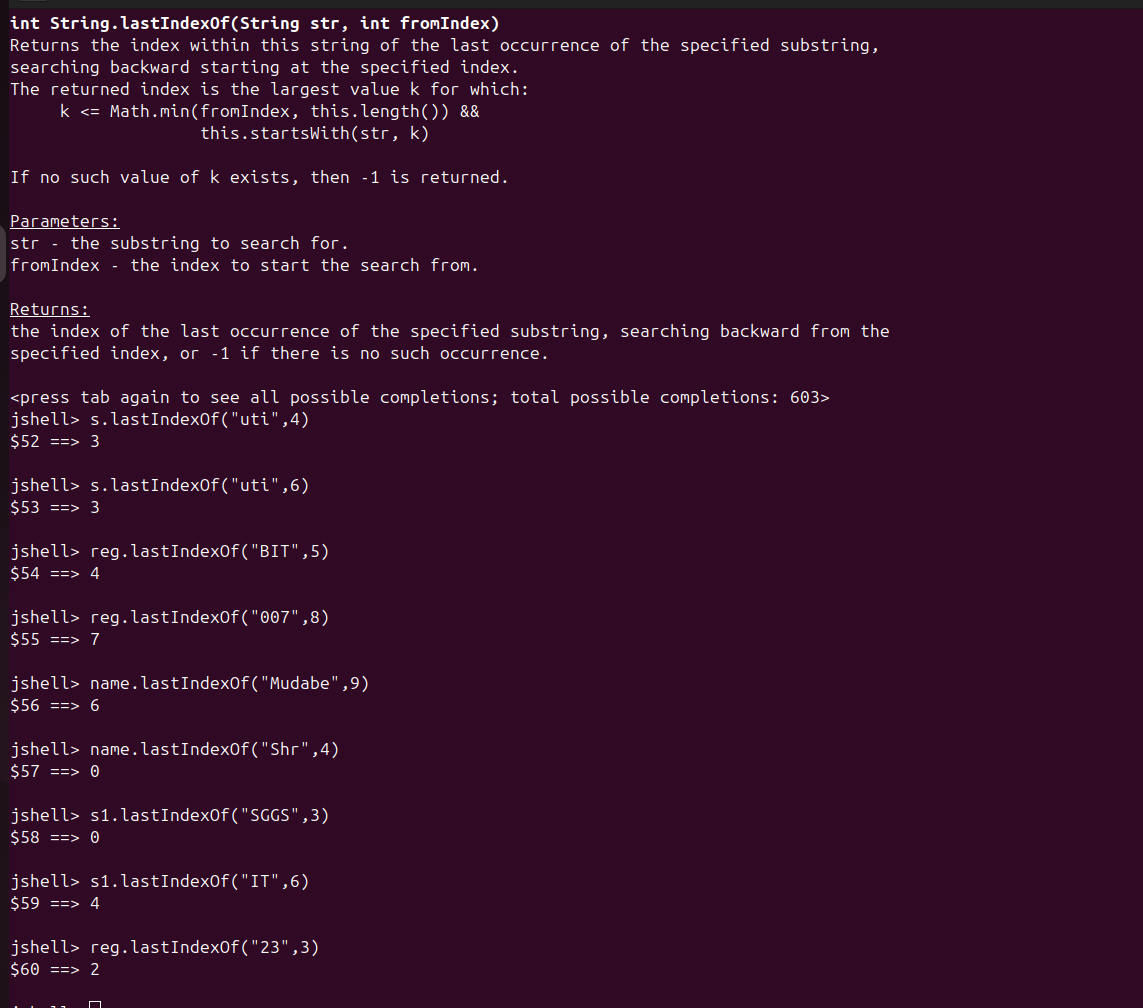 int String.lastIndexOf(String str, int fromIndex)
Returns the index within this string of the last occurrence of the specified substring,
searching backward starting at the specified index.
The returned index is the largest value k for which:
     k <= Math.min(fromIndex, this.length()) &&
                   this.startsWith(str, k)
If no such value of k exists, then -1 is returned.
Parameters:
str - the substring to search for.
fromIndex - the index to start the search from.
Returns:
the index of the last occurrence of the specified substring, searching backward from the
specified index, or -1 if there is no such occurrence.
<press tab again to see all possible completions; total possible completions: 603>
jshell> s.lastIndexOf("uti",4)
$52 ==> 3
jshell> s.lastIndexOf("uti",6)
$53 ==> 3
jshell> reg.lastIndexOf("BIT",5)
$54 ==> 4
jshell> reg.lastIndexOf("007",8)
$55 ==> 7
jshell> name.lastIndexOf("Mudabe",9)
$56 ==> 6
jshell> name.lastIndexOf("Shr",4)
$57 ==> 0
jshell> s1.lastIndexOf("SGGS",3)
$58 ==> 0
jshell> s1.lastIndexOf("IT",6)
$59 ==> 4
jshell> reg.lastIndexOf("23",3)
$60 ==> 2